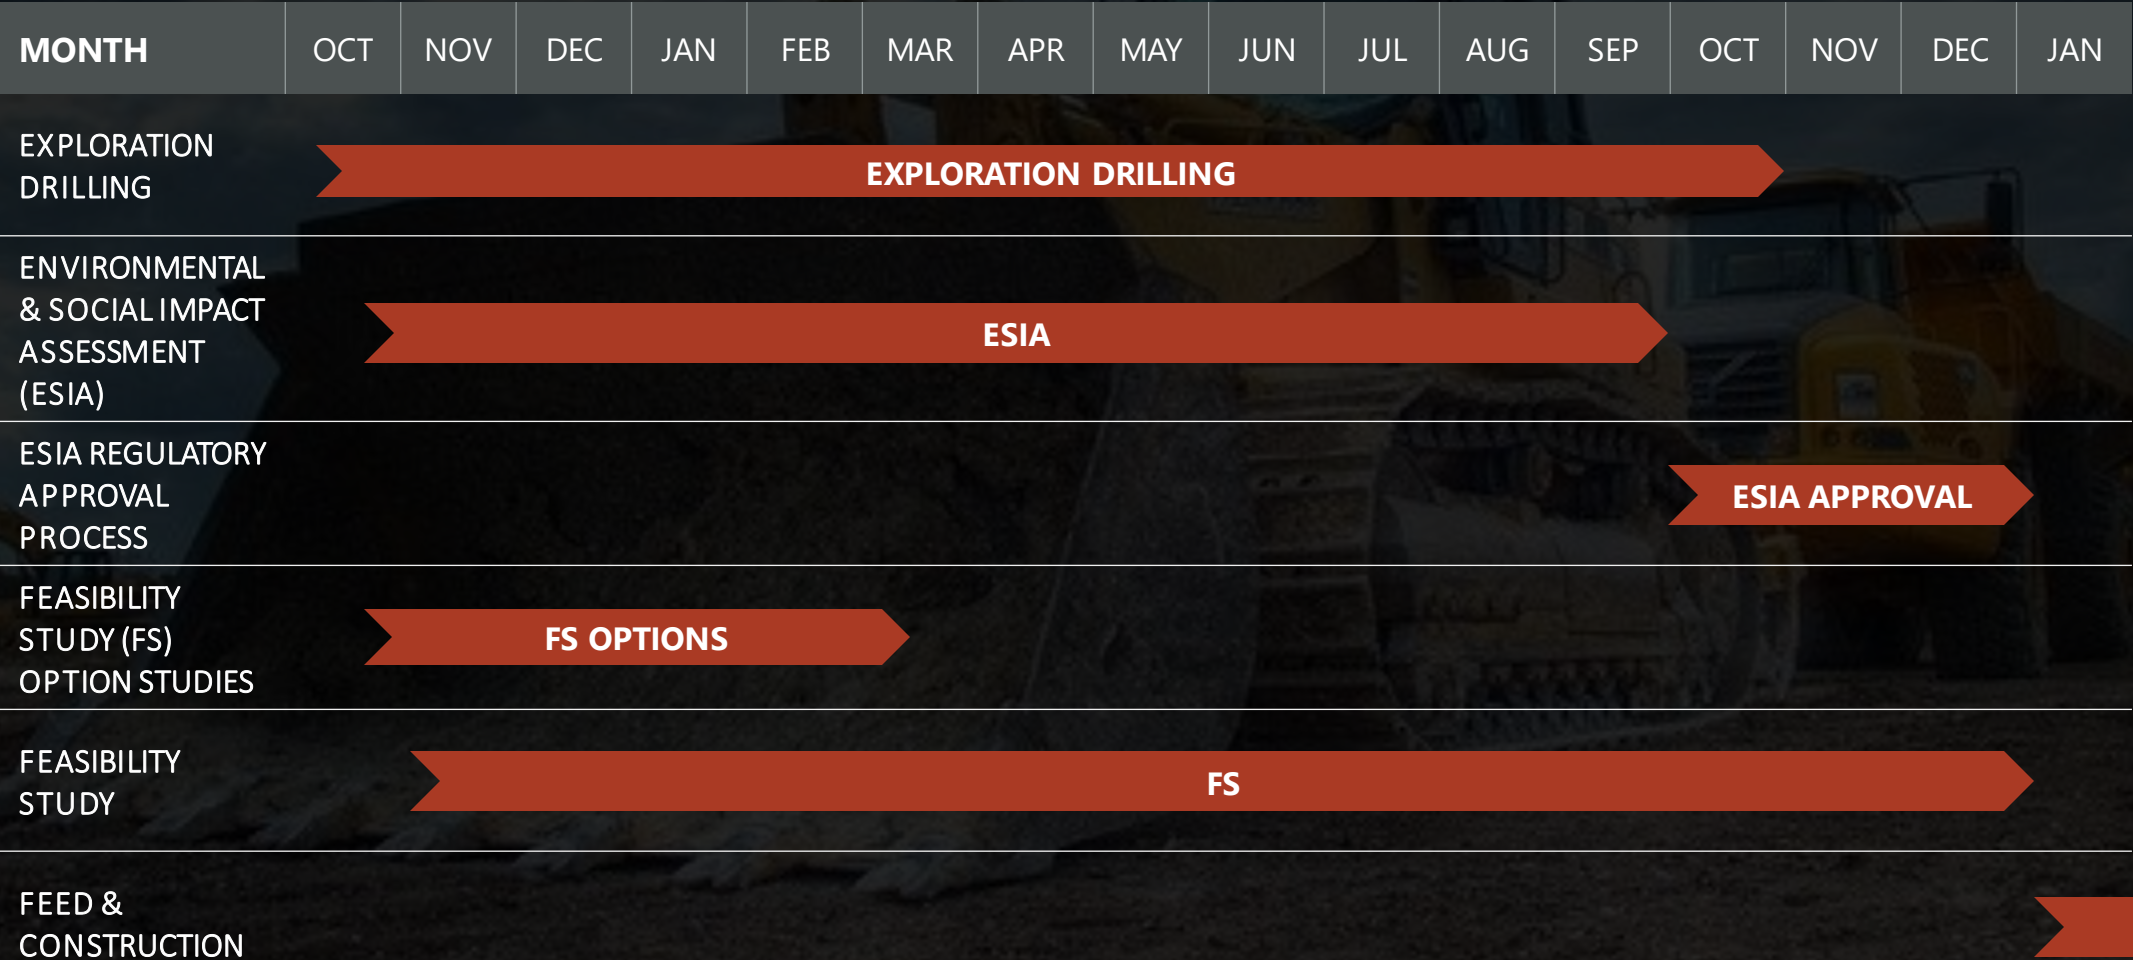 MONTH OCT NOV DEC JAN FEB MAR APR MAY JUN JUL AUG SEP OCT NOV DEC JAN
EXPLORATION
DRILLING
EXPLORATION DRILLING
ENVIRONMENTAL
& SOCIAL IMPACT
ASSESSMENT
(ESIA)
ESIA
ESIA REGULATORY
APPROVAL
PROCESS
ESIA APPROVAL
FEASIBILITY
STUDY (FS)
OPTION STUDIES
FS OPTIONS
FEASIBILITY
STUDY
FS
FEED &
CONSTRUCTION